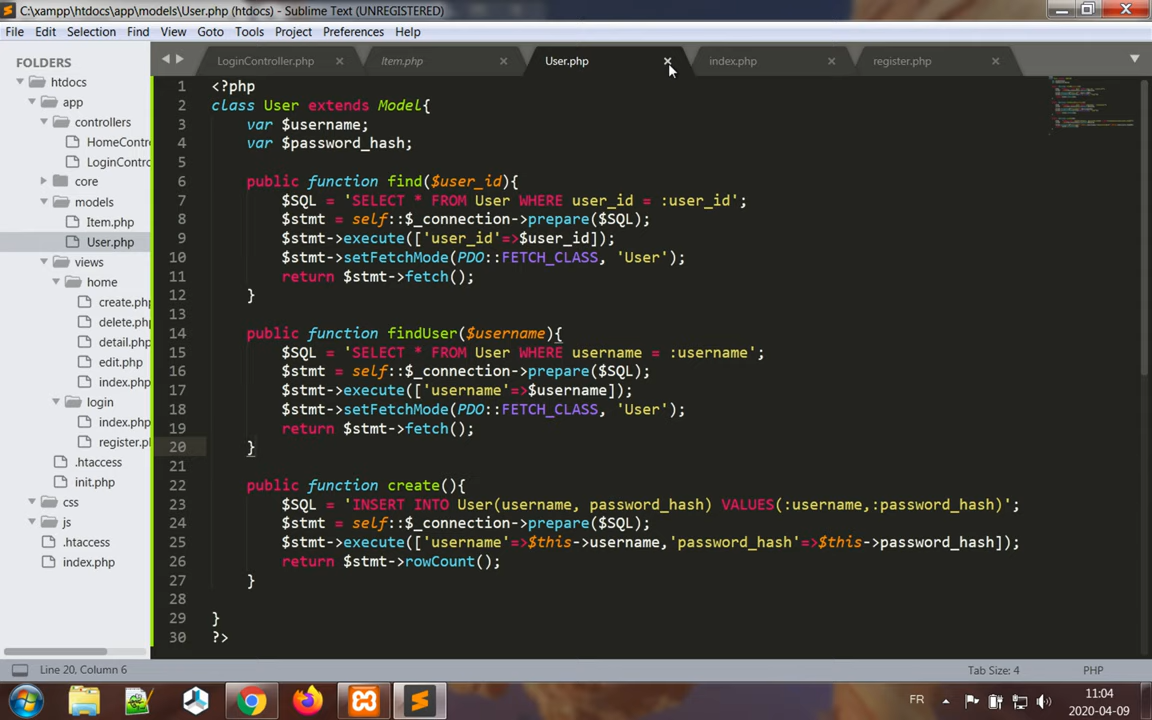 C:\xampp\htdocs\app\models\User.php (htdocs) - Sublime Text (UNREGISTERED)
File Edit Selection Find View Goto Tools Project Preferences Help
FOLDERS
htdocs
app
controllers
HomeContr
LoginContro
core
models
Item.php
User.php
views
home
create.php
delete.php
detail.php
edit.php
index.php
login
index.php
register.ph
.htaccess
init.php
css
js
.htaccess
index.php
LoginController.php Item.php User.php index.php register.php
1 <?php
2 class User extends Model{
3 var $username;
4 var $password_hash;
5
6 public function find($user_id){
7 $SQL = 'SELECT * FROM User WHERE user_id = :user_id';
8 $stmt = self::$_connection->prepare($SQL);
9 $stmt->execute(['user_id'=>$user_id]);
10 $stmt->setFetchMode(PDO::FETCH_CLASS, 'User');
11 return $stmt->fetch();
12 }
13
14 public function findUser($username){
15 $SQL = 'SELECT * FROM User WHERE username = :username';
16 $stmt = self::$_connection->prepare($SQL);
17 $stmt->execute(['username'=>$username]);
18 $stmt->setFetchMode(PDO::FETCH_CLASS, 'User');
19 return $stmt->fetch();
20 }
21
22 public function create(){
23 $SQL = 'INSERT INTO User(username, password_hash) VALUES(:username,:password_hash)';
24 $stmt = self::$_connection->prepare($SQL);
25 $stmt->execute(['username'=>$this->username,'password_hash'=>$this->password_hash]);
26 return $stmt->rowCount();
27 }
28
29 }
30 ?>
Line 20, Column 6 Tab Size: 4 PHP
FR 11:04
2020-04-09